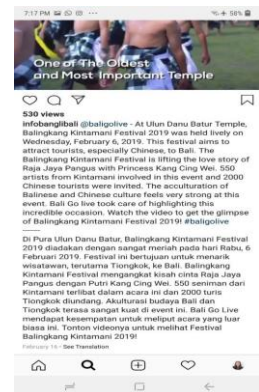 7:17 PM
58%
One of The Oldest
and Most Important Temple
530 views
infobanglibali @baligolive - At Ulun Danu Batur Temple,
Balingkang Kintamani Festival 2019 was held lively on
Wednesday, February 6, 2019. This festival aims to
attract tourists, especially Chinese, to Bali. The
Balingkang Kintamani Festival is lifting the love story of
Raja Jaya Pangus with Princess Kang Cing Wei. 550
artists from Kintamani involved in this event and 2000
Chinese tourists were invited. The acculturation of
Balinese and Chinese culture feels very strong at this
event. Bali Go live took care of highlighting this
incredible occasion. Watch the video to get the glimpse
of Balingkang Kintamani Festival 2019! #baligolive
Di Pura Ulun Danu Batur, Balingkang Kintamani Festival
2019 diadakan dengan sangat meriah pada hari Rabu, 6
Februari 2019. Festival ini bertujuan untuk menarik
wisatawan, terutama Tiongkok, ke Bali. Balingkang
Kintamani Festival mengangkat kisah cinta Raja Jaya
Pangus dengan Putri Kang Cing Wei. 550 seniman dari
Kintamani terlibat dalam acara ini dan 2000 turis
Tiongkok diundang. Akulturasi budaya Bali dan
Tiongkok terasa sangat kuat di event ini. Bali Go Live
mendapat kesempatan untuk meliput acara yang luar
biasa ini. Tonton videonya untuk melihat Festival
Balingkang Kintamani 2019!
See Translation